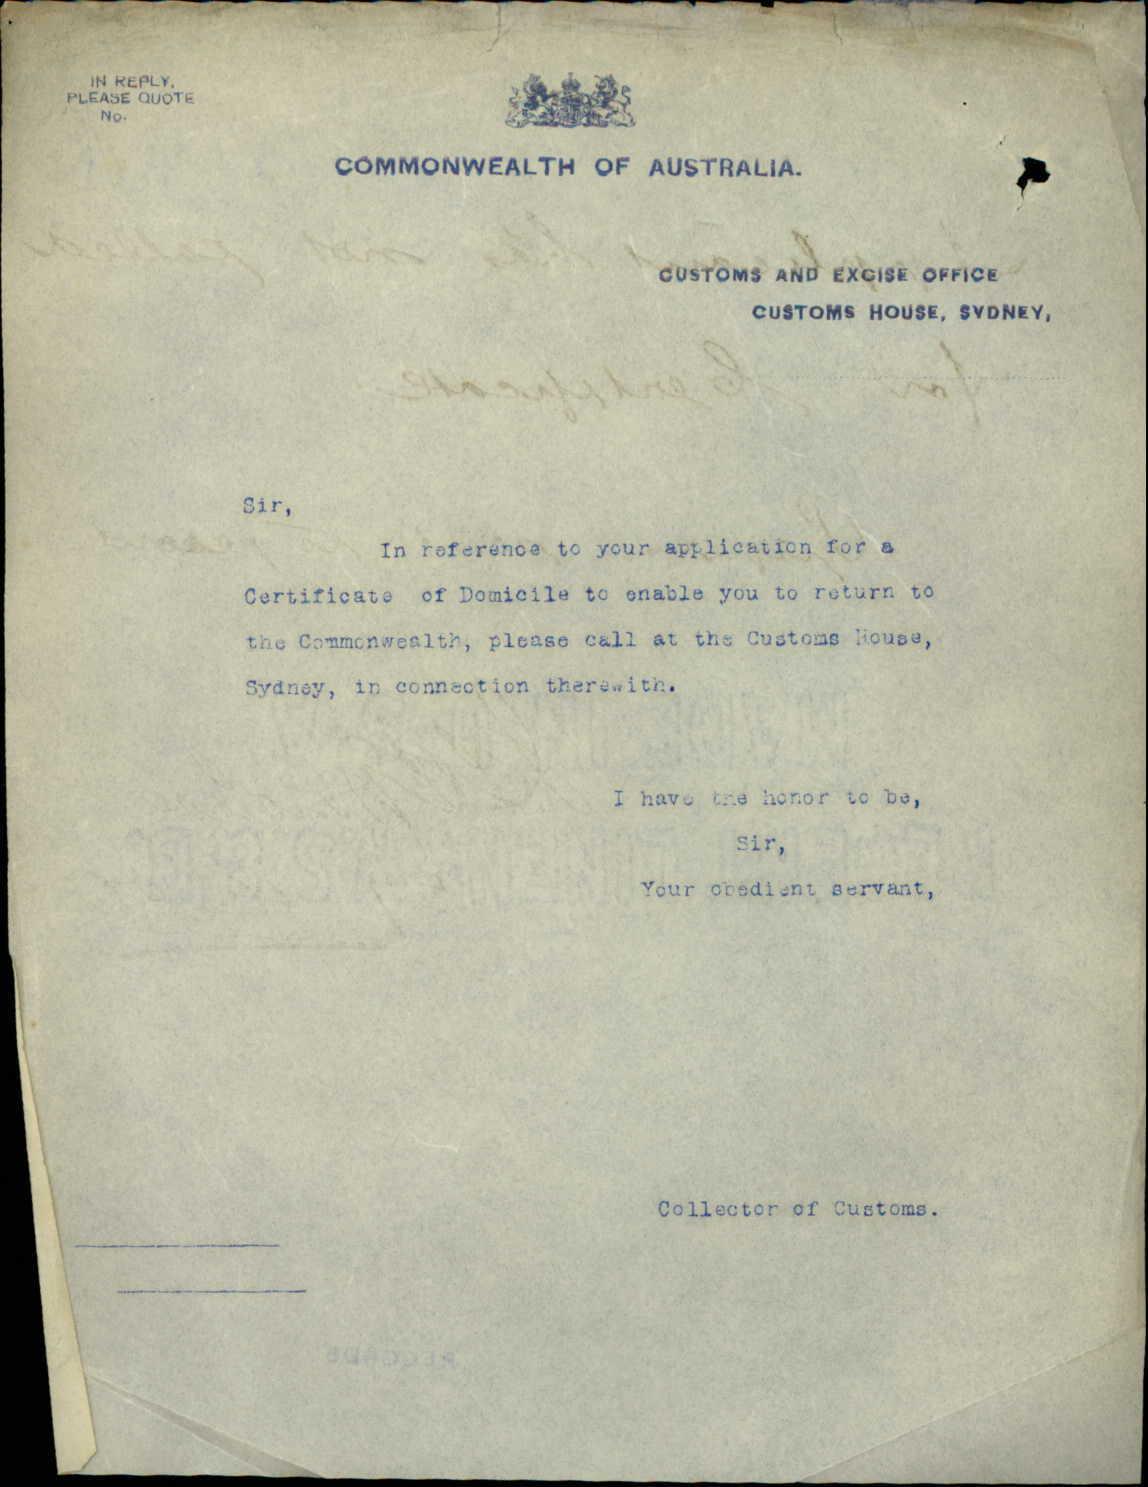 IN REPLY,
PLEASE QUOTE
No.
COMMONWEALTH OF AUSTRALIA.
CUSTOMS AND EXCISE OFFICE
CUSTOMS HOUSE, SYDNEY,
Sir,
In reference to your application for a
Certificate of Domicile to enable you to return to
the Commonwealth, please call at the Customs House,
Sydney, in connection therewith.
I have the honor to be,
Sir,
Your obedient servant,
Collector of Customs.